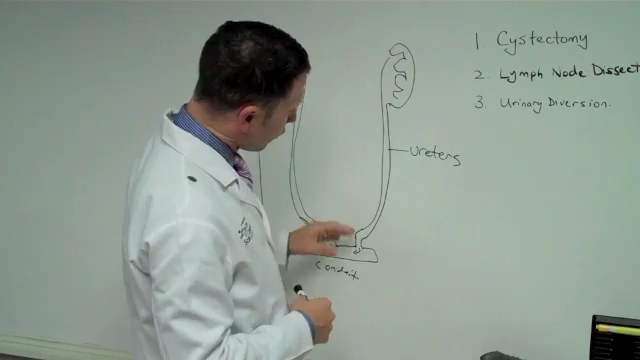 1 Cystectomy
2. Lymph Node Dissect
3. Urinary Diversion.
ureters
conduit